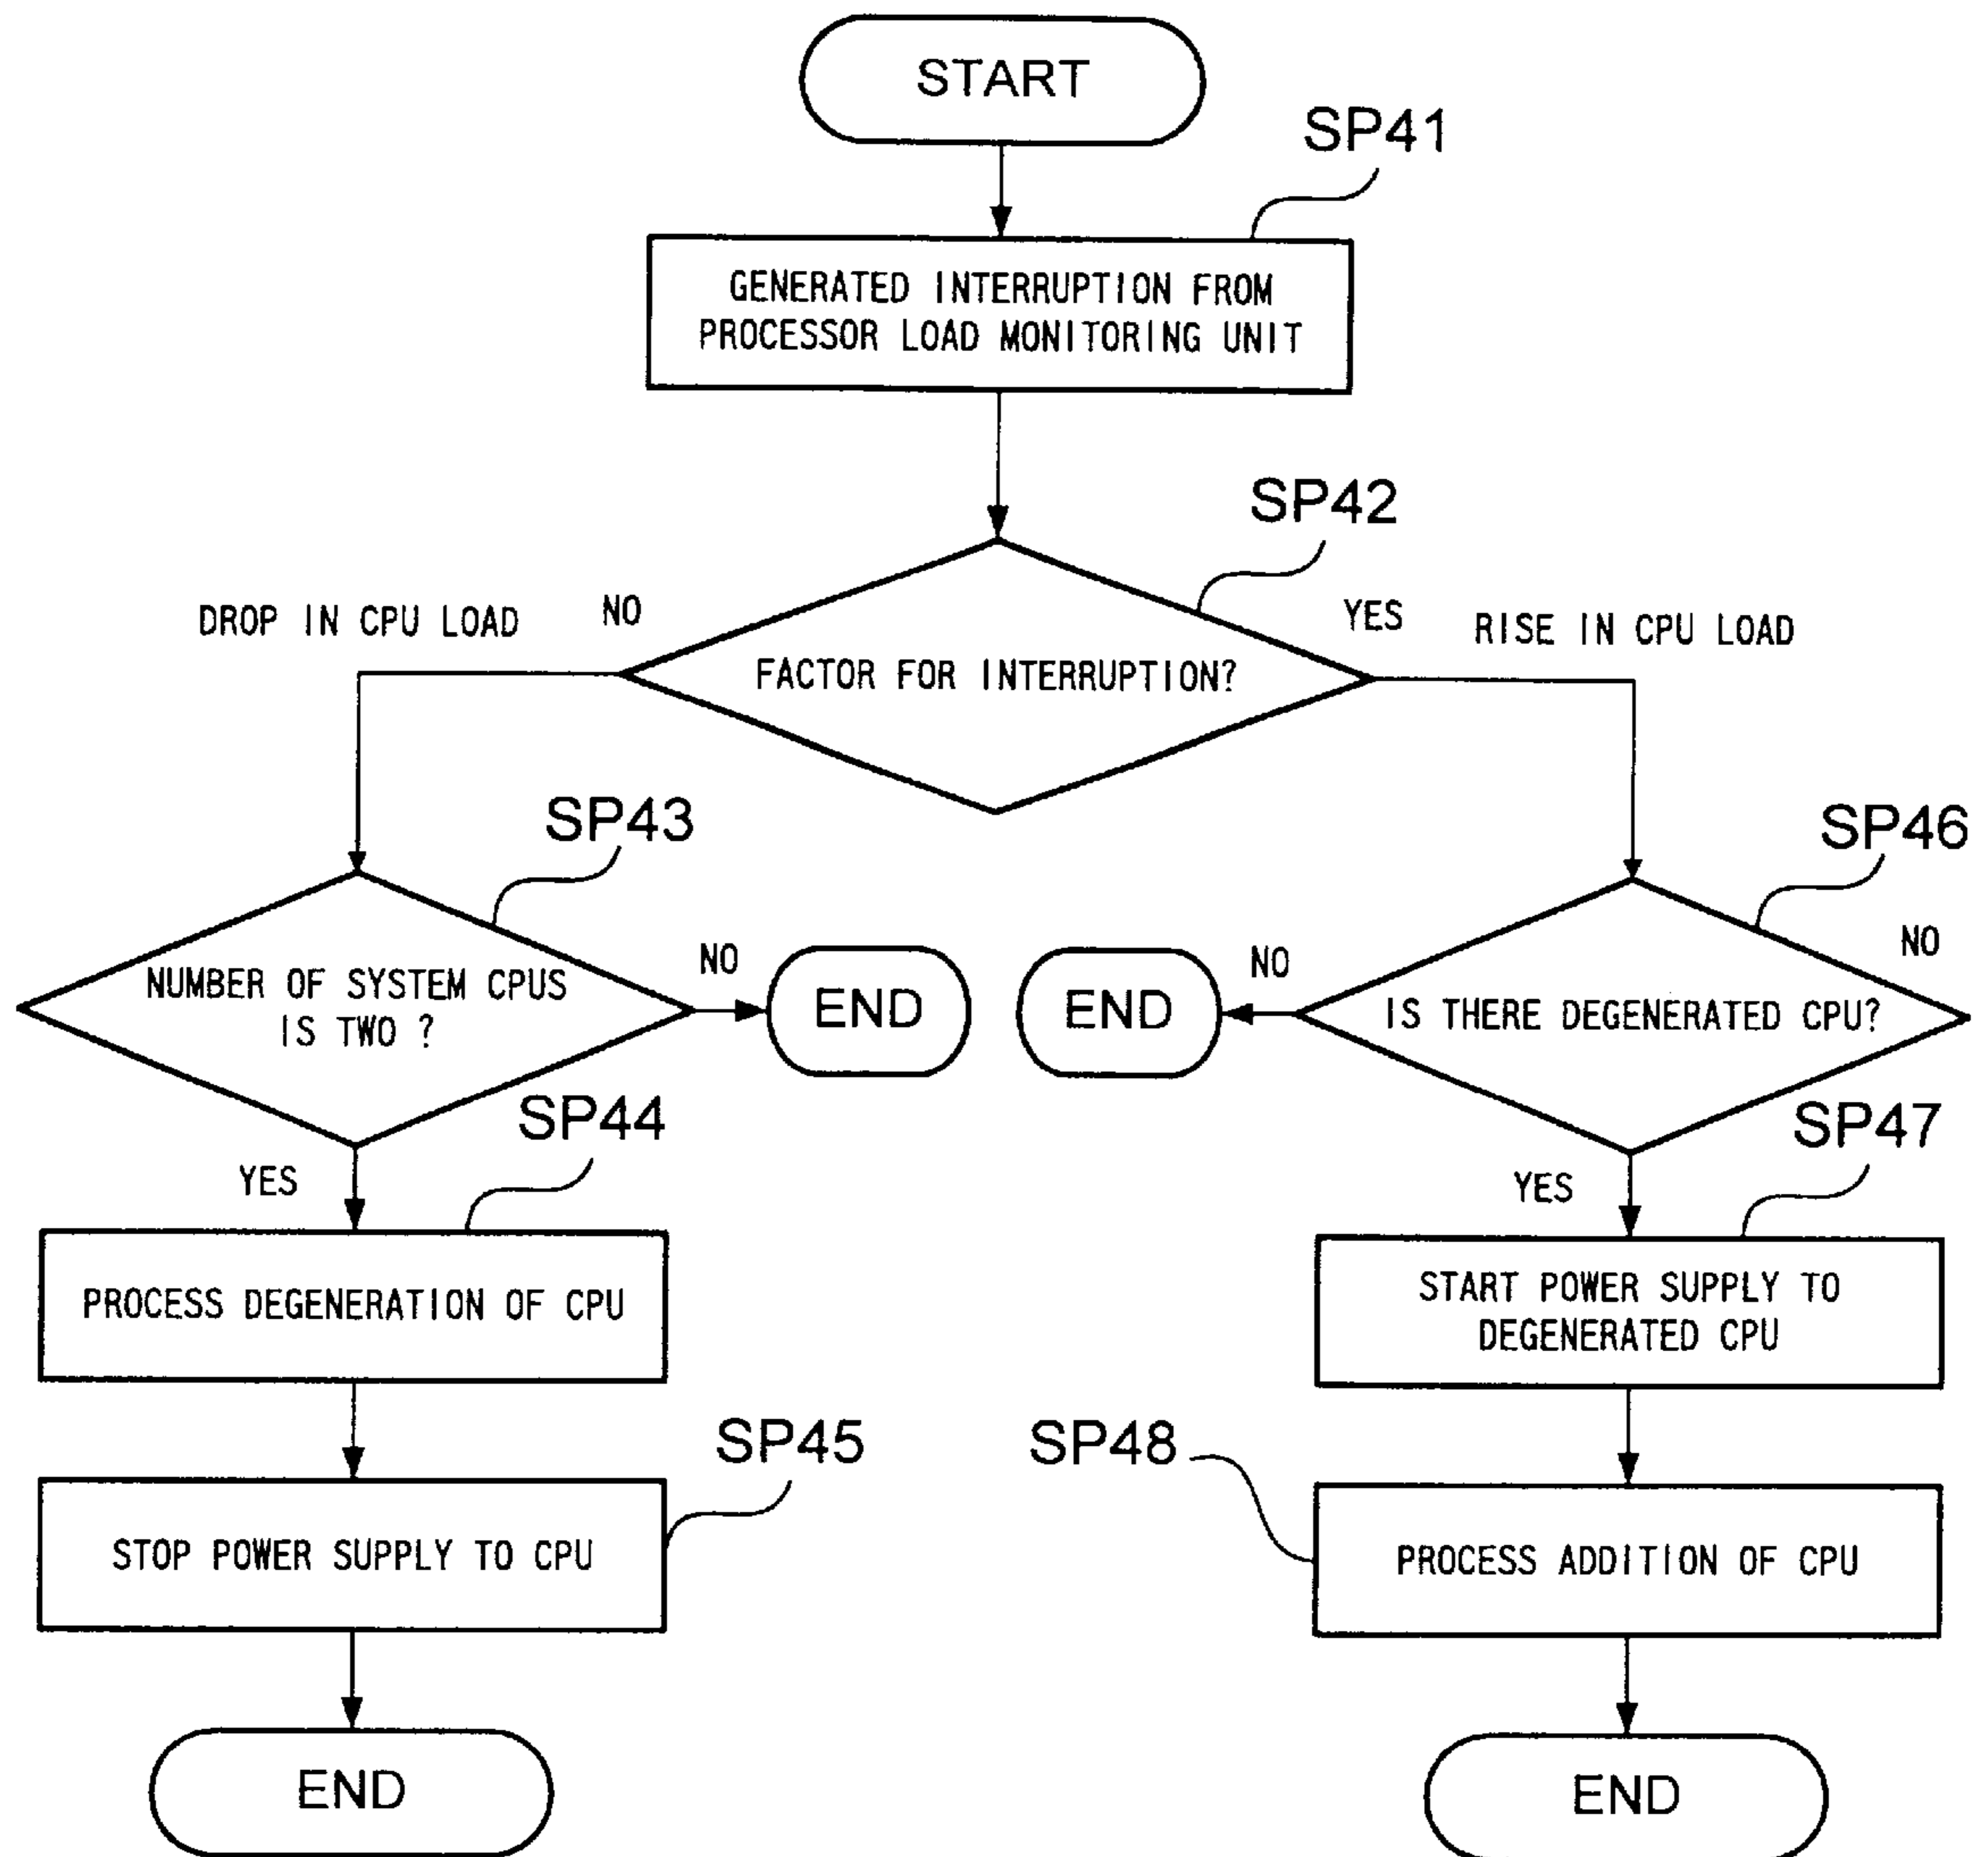 START
SP41
GENERATED INTERRUPTION FROM
PROCESSOR LOAD MONITORING UNIT
SP42
DROP IN CPU LOAD
NO
YES
RISE IN CPU LOAD
FACTOR FOR INTERRUPTION?
SP43
SP46
NUMBER OF SYSTEM CPUS
IS TWO ?
NO
END
END
NO
IS THERE DEGENERATED CPU?
NO
SP44
SP47
YES
YES
PROCESS DEGENERATION OF CPU
START POWER SUPPLY TO
DEGENERATED CPU
SP45
SP48
STOP POWER SUPPLY TO CPU
PROCESS ADDITION OF CPU
END
END